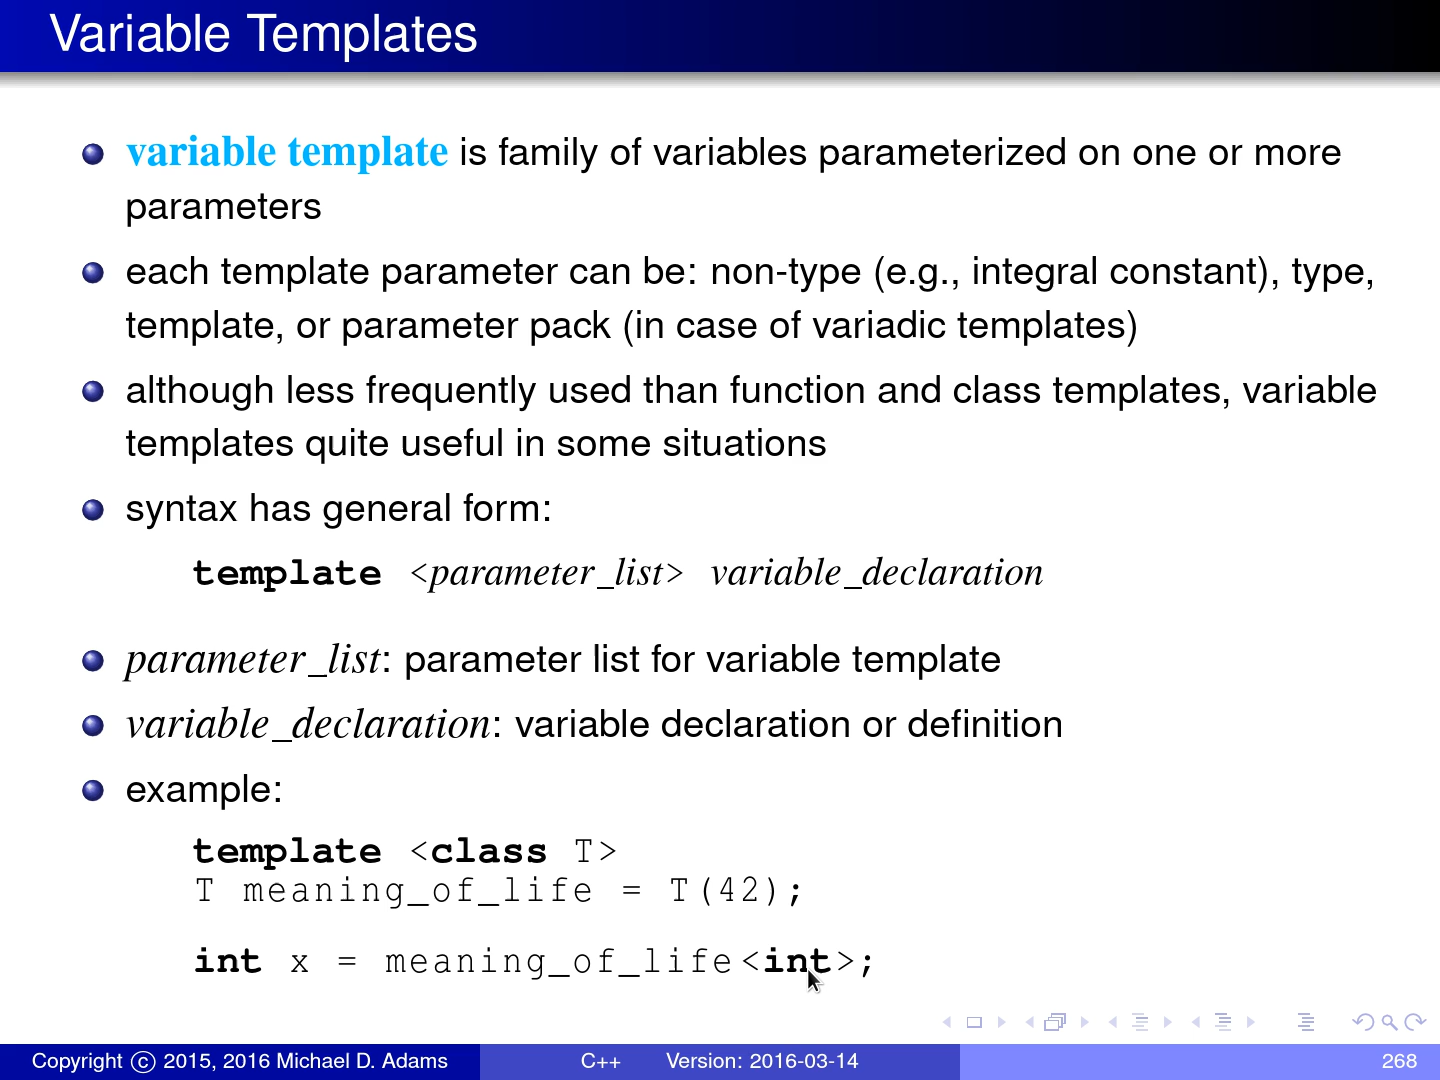 Variable Templates
variable template is family of variables parameterized on one or more
parameters
each template parameter can be: non-type (e.g., integral constant), type,
template, or parameter pack (in case of variadic templates)
although less frequently used than function and class templates, variable
templates quite useful in some situations
syntax has general form:
template <parameter_list> variable_declaration
parameter_list: parameter list for variable template
variable_declaration: variable declaration or definition
example:
template <class T>
T meaning_of_life = T(42);
int x = meaning_of_life<int>;
Copyright © 2015, 2016 Michael D. Adams C++ Version: 2016-03-14 268